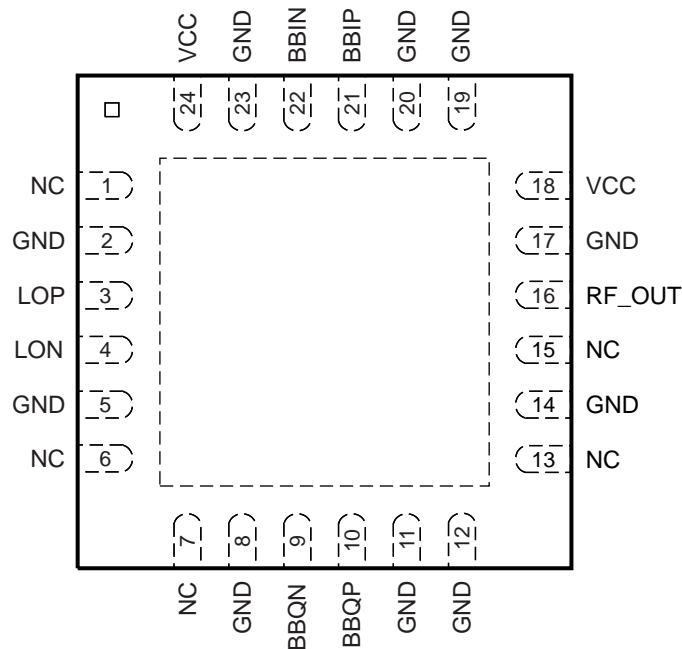 VCC GND BBIN BBIP GND GND
24 23 22 21 20 19
NC 1 18 VCC
GND 2 17 GND
LOP 3 16 RF_OUT
LON 4 15 NC
GND 5 14 GND
NC 6 13 NC
7 8 9 10 11 12
NC GND BBQN BBQP GND GND